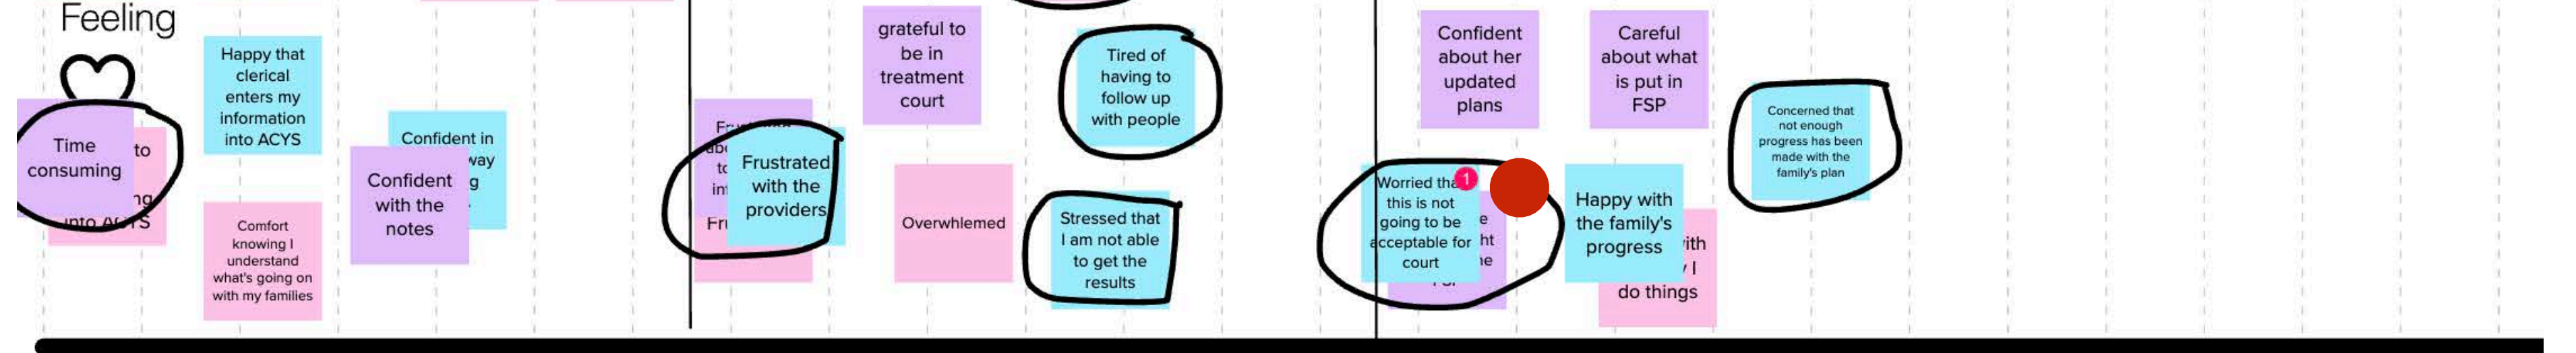 Feeling
Happy that
clerical
enters my
information
into ACYS
Time
consuming
to
into ACYS
Comfort
knowing I
understand
what's going on
with my families
Confident in
way
Confident
with the
notes
Frustrated
with the
providers
grateful to
be in
treatment
court
Overwhlemed
Tired of
having to
follow up
with people
Stressed that
I am not able
to get the
results
Confident
about her
updated
plans
Careful
about what
is put in
FSP
Worried that
this is not
going to be
acceptable for
court
1
Happy with
the family's
progress
with
I
do things
Concerned that
not enough
progress has been
made with the
family's plan